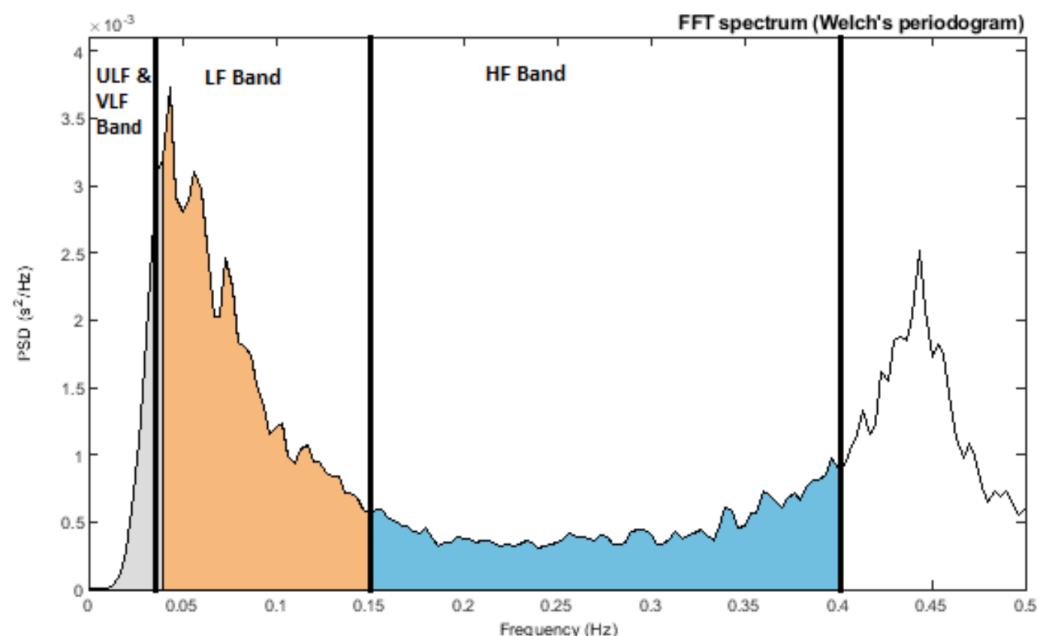 FFT spectrum (Welch's periodogram)
× 10⁻³
4
3.5
3
2.5
2
1.5
1
0.5
0
PSD (s²/Hz)
ULF &
VLF
Band
LF Band
HF Band
0 0.05 0.1 0.15 0.2 0.25 0.3 0.35 0.4 0.45 0.5
Frequency (Hz)